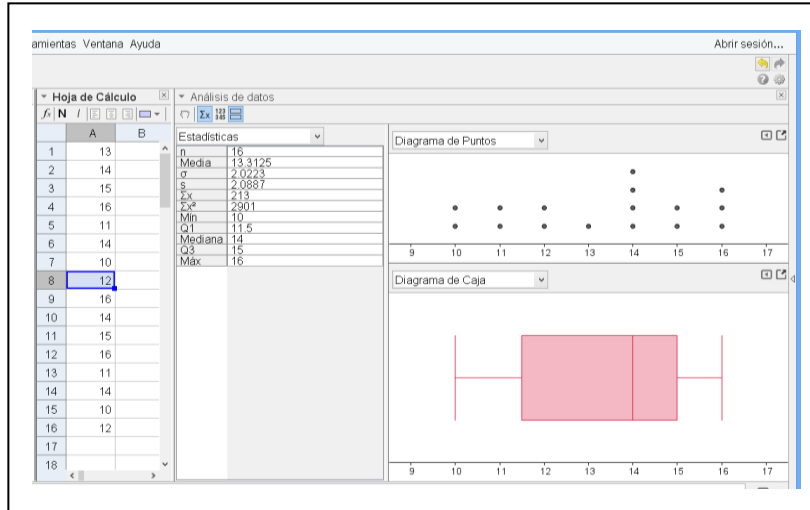 amientas Ventana Ayuda
Abrir sesión...
Hoja de Cálculo
Análisis de datos
fx N I
Σx 123 345
A B
1 13
2 14
3 15
4 16
5 11
6 14
7 10
8 12
9 16
10 14
11 15
12 16
13 11
14 14
15 10
16 12
17
18
Estadísticas
n 16
Media 13.3125
σ 2.0223
s 2.0887
Σx 213
Σx² 2901
Mín 10
Q1 11.5
Mediana 14
Q3 15
Máx 16
Diagrama de Puntos
9 10 11 12 13 14 15 16 17
Diagrama de Caja
9 10 11 12 13 14 15 16 17